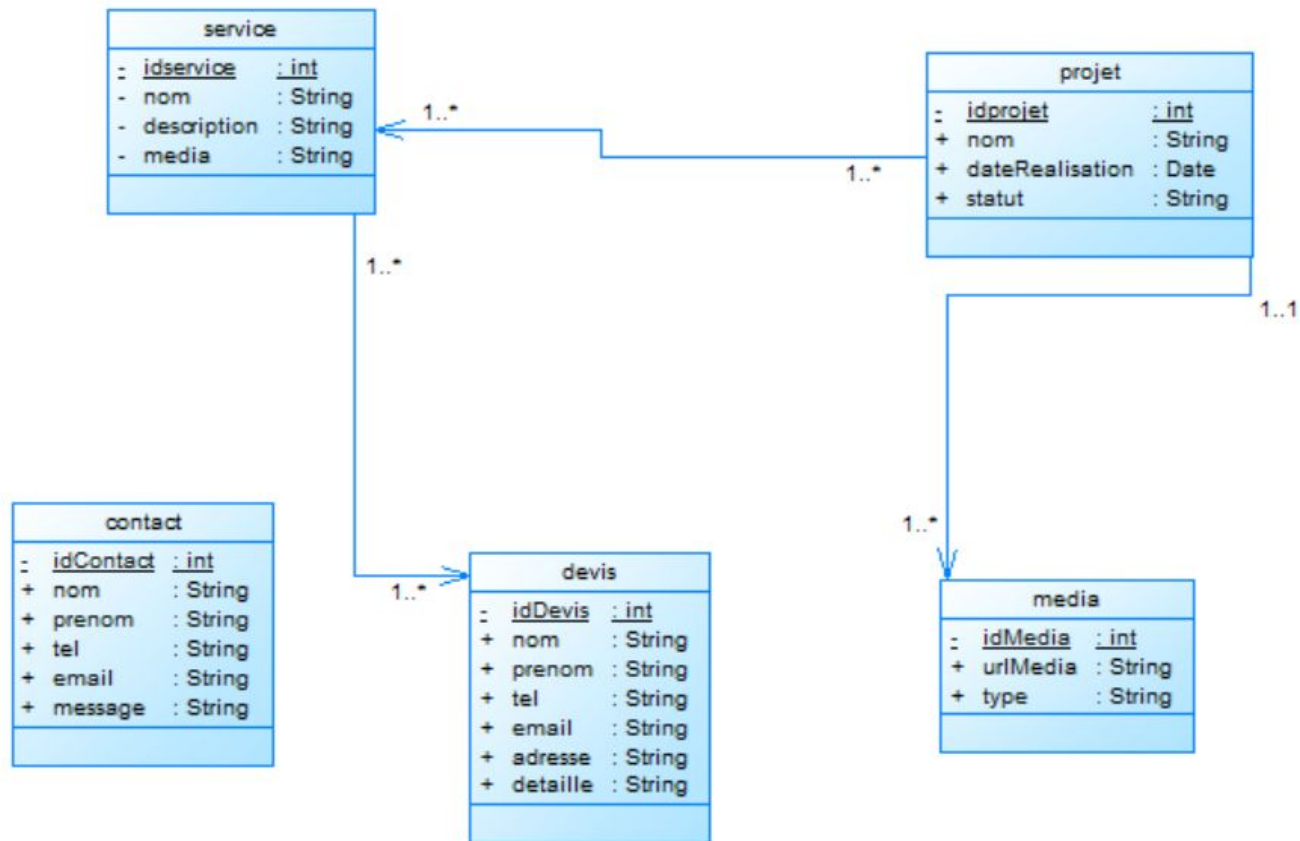 service
- idservice : int
- nom : String
- description : String
- media : String
1..*
1..*
projet
- idprojet : int
+ nom : String
+ dateRealisation : Date
+ statut : String
1..*
1..1
contact
- idContact : int
+ nom : String
+ prenom : String
+ tel : String
+ email : String
+ message : String
1..*
devis
- idDevis : int
+ nom : String
+ prenom : String
+ tel : String
+ email : String
+ adresse : String
+ detaille : String
1..*
media
- idMedia : int
+ urlMedia : String
+ type : String